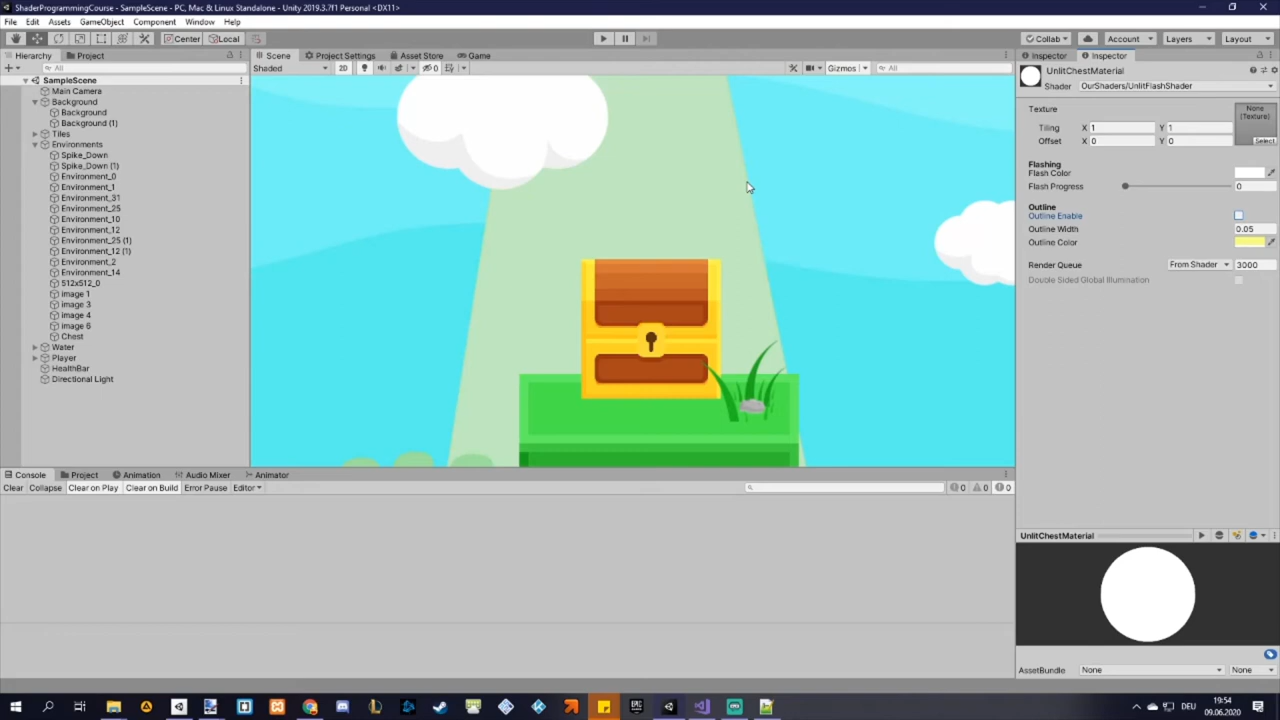 ShaderProgrammingCourse - SampleScene - PC, Mac & Linux Standalone - Unity 2019.3.7f1 Personal <DX11>
File Edit Assets GameObject Component Window Help
Center Local Collab Account Layers Layout
Hierarchy Project Scene Project Settings Asset Store Game Inspector Inspector
All Shaded 2D 0 Gizmos All
SampleScene
Main Camera
Background
Background
Background (1)
Tiles
Environments
Spike_Down
Spike_Down (1)
Environment_0
Environment_1
Environment_31
Environment_25
Environment_10
Environment_12
Environment_25 (1)
Environment_12 (1)
Environment_2
Environment_14
512x512_0
image 1
image 3
image 4
image 6
Chest
Water
Player
HealthBar
Directional Light
UnlitChestMaterial
Shader OurShaders/UnlitFlashShader
Texture None
(Texture)
Tiling X 1 Y 1
Offset X 0 Y 0 Select
Flashing
Flash Color
Flash Progress 0
Outline
Outline Enable
Outline Width 0.05
Outline Color
Render Queue From Shader 3000
Double Sided Global Illumination
Console Project Animation Audio Mixer Animator
Clear Collapse Clear on Play Clear on Build Error Pause Editor 0 0 0
UnlitChestMaterial
AssetBundle None None
DEU
19:54
09.06.2020